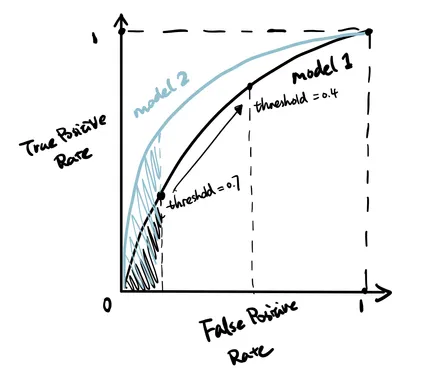 1
model 2
model 1
threshold = 0.4
True Positive
Rate
threshold = 0.7
0
1
False Positive
Rate